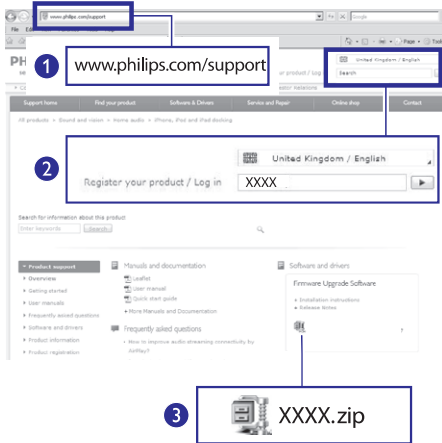 www.philips.com/support
Google
File
Page
1 www.philips.com/support
PH
United Kingdom / English
Search
Support home Find your product Software & Drivers Service and Repair Online shop Contact
All products > Sound and vision > Home audio > iPhone, iPod and iPad docking
2
United Kingdom / English
Register your product / Log in XXXX
Search for information about this product
Enter keywords Search
Product support
Overview
Getting started
User manuals
Frequently asked questions
Software and drivers
Product information
Product registration
Manuals and documentation
Leaflet
User manual
Quick start guide
More Manuals and Documentation
Frequently asked questions
How to improve audio streaming connectivity by
AirPlay?
Software and drivers
Firmware Upgrade Software
Installation instructions
Release Notes
3 XXXX.zip